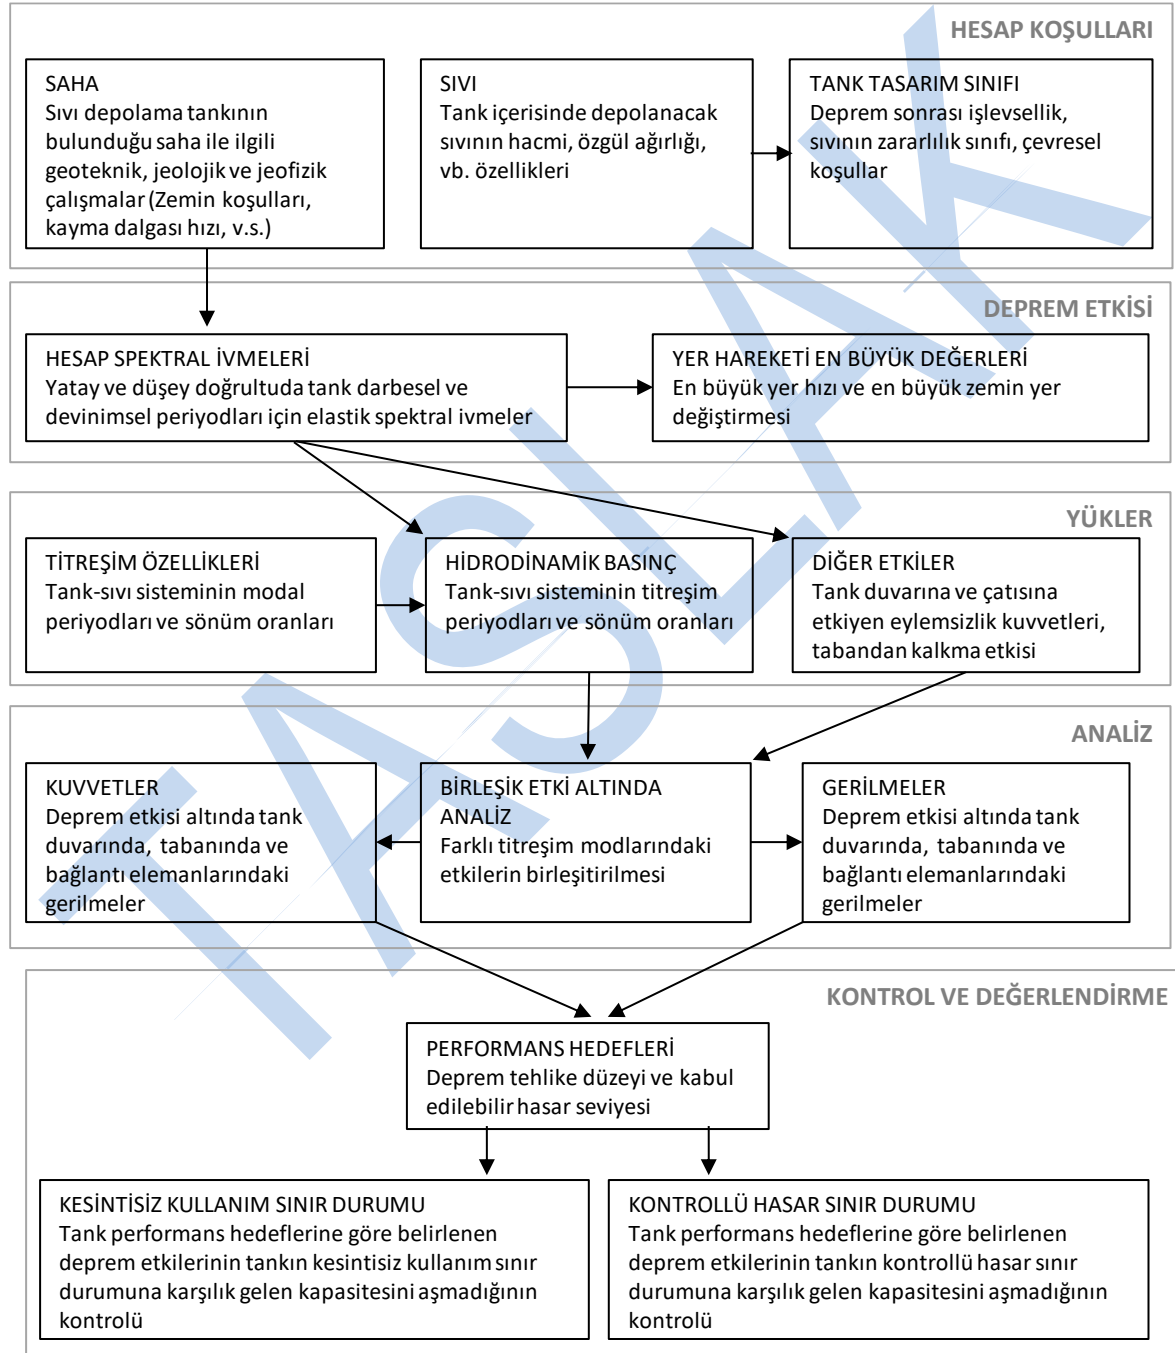 HESAP KOŞULLARI
SAHA
Sıvı depolama tankının
bulunduğu saha ile ilgili
geoteknik, jeolojik ve jeofizik
çalışmalar (Zemin koşulları,
kayma dalgası hızı, v.s.)
SIVI
Tank içerisinde depolanacak
sıvının hacmi, özgül ağırlığı,
vb. özellikleri
TANK TASARIM SINIFI
Deprem sonrası işlevsellik,
sıvının zararlılık sınıfı, çevresel
koşullar
DEPREM ETKİSİ
HESAP SPEKTRAL İVMELERİ
Yatay ve düşey doğrultuda tank darbesel ve
devinimsel periyodları için elastik spektral ivmeler
YER HAREKETİ EN BÜYÜK DEĞERLERİ
En büyük yer hızı ve en büyük zemin yer
değiştirmesi
YÜKLER
TİTREŞİM ÖZELLİKLERİ
Tank-sıvı sisteminin modal
periyodları ve sönüm oranları
HİDRODİNAMİK BASINÇ
Tank-sıvı sisteminin titreşim
periyodları ve sönüm oranları
DİĞER ETKİLER
Tank duvarına ve çatısına
etkiyen eylemsizlik kuvvetleri,
tabandan kalkma etkisi
ANALİZ
KUVVETLER
Deprem etkisi altında tank
duvarında, tabanında ve
bağlantı elemanlarındaki
gerilmeler
BİRLEŞİK ETKİ ALTINDA
ANALİZ
Farklı titreşim modlarındaki
etkilerin birleşitirilmesi
GERİLMELER
Deprem etkisi altında tank
duvarında, tabanında ve
bağlantı elemanlarındaki
gerilmeler
KONTROL VE DEĞERLENDİRME
PERFORMANS HEDEFLERİ
Deprem tehlike düzeyi ve kabul
edilebilir hasar seviyesi
KESİNTİSİZ KULLANIM SINIR DURUMU
Tank performans hedeflerine göre belirlenen
deprem etkilerinin tankın kesintisiz kullanım sınır
durumuna karşılık gelen kapasitesini aşmadığının
kontrolü
KONTROLLÜ HASAR SINIR DURUMU
Tank performans hedeflerine göre belirlenen
deprem etkilerinin tankın kontrollü hasar sınır
durumuna karşılık gelen kapasitesini aşmadığının
kontrolü
TASLAK